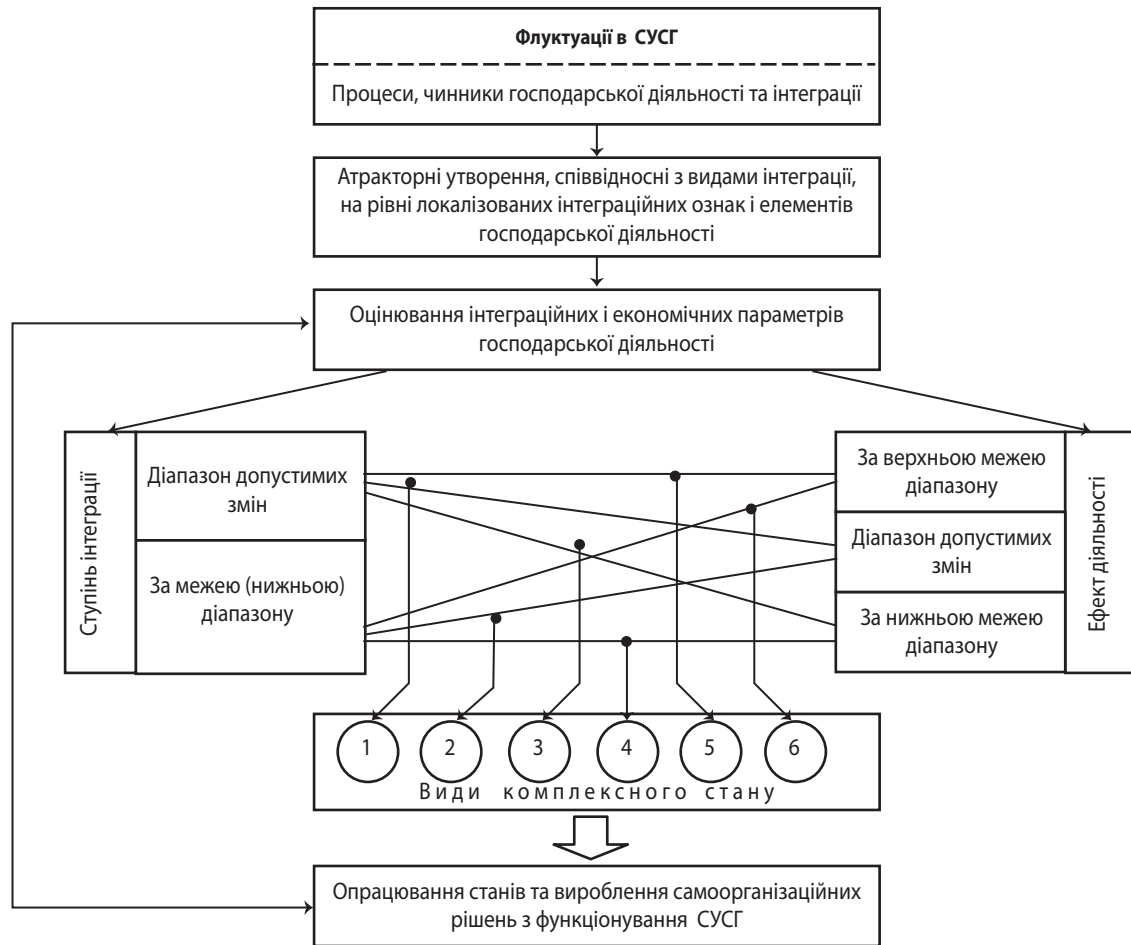 Флуктуації в СУСГ
Процеси, чинники господарської діяльності та інтеграції
Атракторні утворення, співвідносні з видами інтеграції,
на рівні локалізованих інтеграційних ознак і елементів
господарської діяльності
Оцінювання інтеграційних і економічних параметрів
господарської діяльності
Ступінь інтеграції
Діапазон допустимих
змін
За межею (нижньою)
діапазону
За верхньою межею
діапазону
Діапазон допустимих
змін
За нижньою межею
діапазону
Ефект діяльності
1 2 3 4 5 6
Види комплексного стану
Опрацювання станів та вироблення самоорганізаційних
рішень з функціонування СУСГ